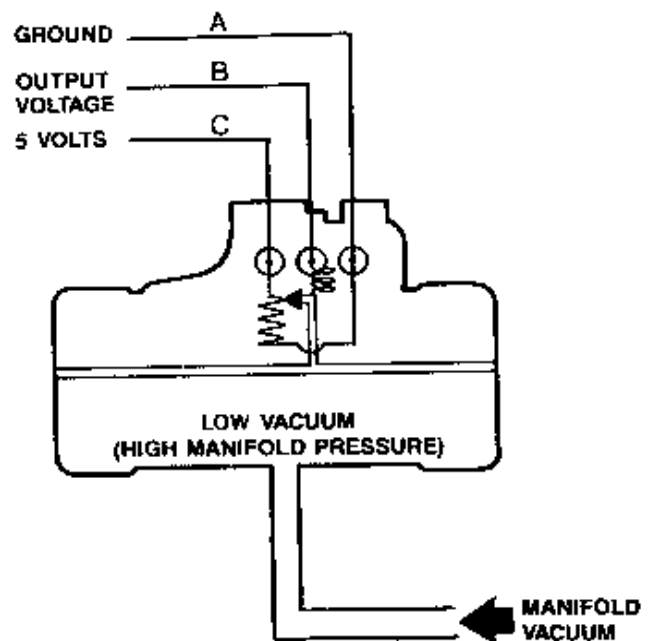 GROUND A
OUTPUT VOLTAGE B
5 VOLTS C
LOW VACUUM
(HIGH MANIFOLD PRESSURE)
MANIFOLD
VACUUM